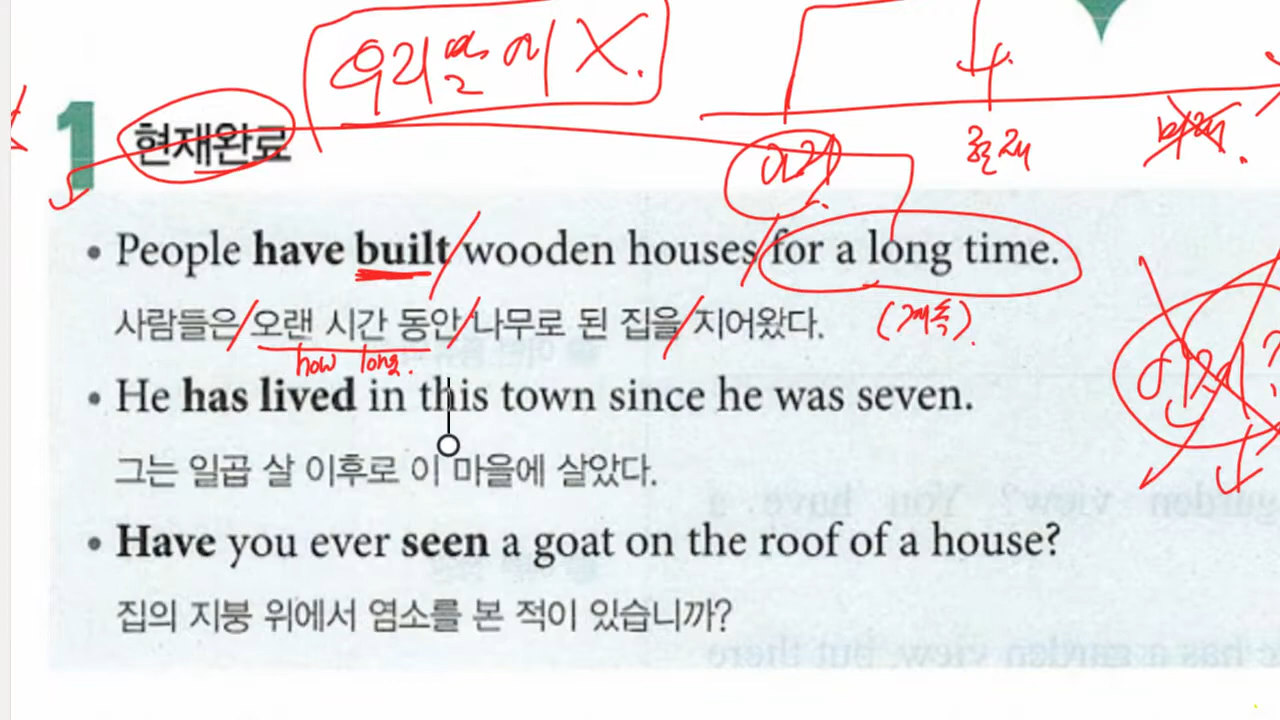 우리말에 X.
1 현재완료
과거. 현재 미래.
• People have built / wooden houses / for a long time.
사람들은 / 오랜 시간 동안 / 나무로 된 집을 / 지어왔다. (계속).
how long.
• He has lived in this town since he was seven.
그는 일곱 살 이후로 이 마을에 살았다.
• Have you ever seen a goat on the roof of a house?
집의 지붕 위에서 염소를 본 적이 있습니까?